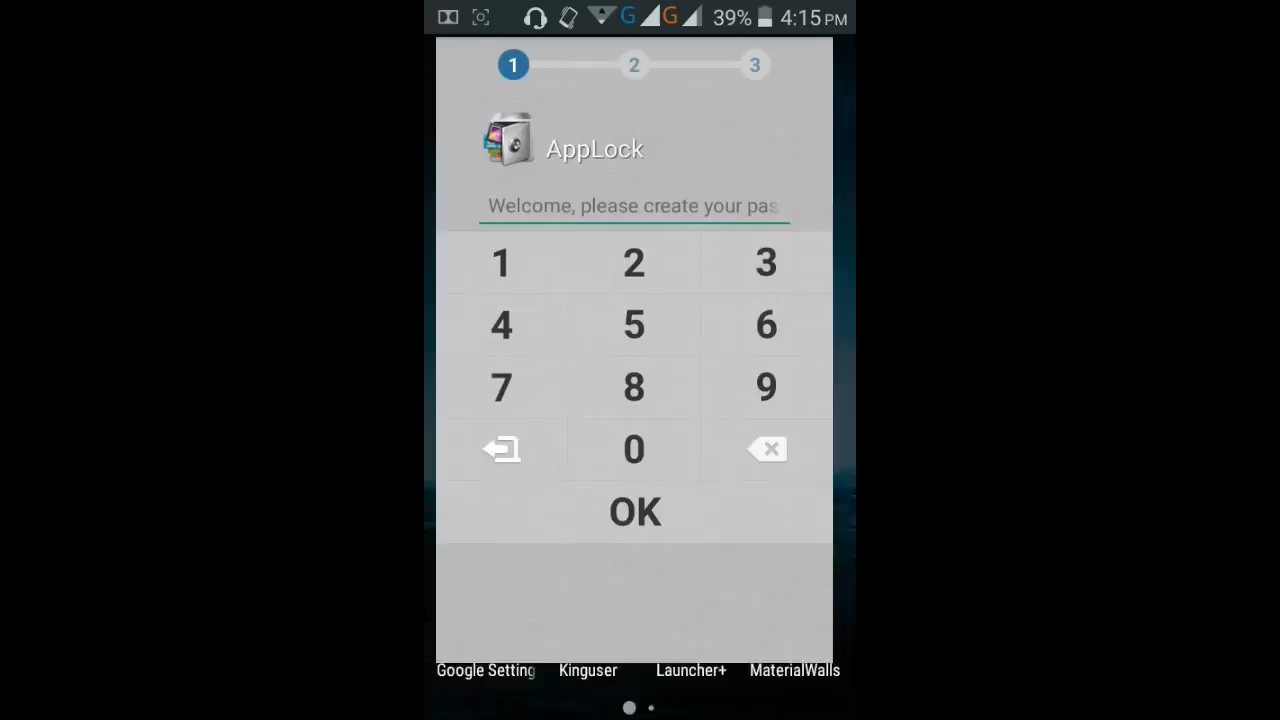 G G 39% 4:15 PM
1 2 3
AppLock
Welcome, please create your pas
1 2 3
4 5 6
7 8 9
0
OK
Google Setting Kinguser Launcher+ MaterialWalls